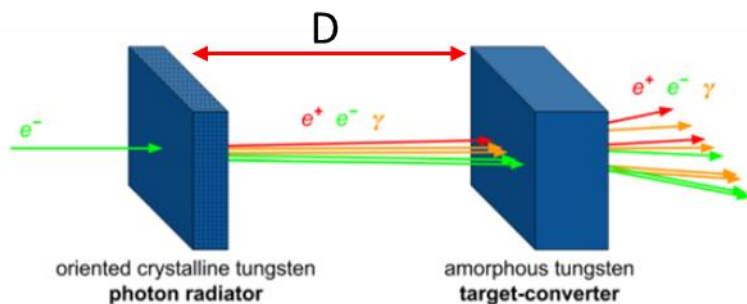 D
e⁻
e⁺ e⁻ γ
e⁺ e⁻ γ
oriented crystalline tungsten
photon radiator
amorphous tungsten
target-converter